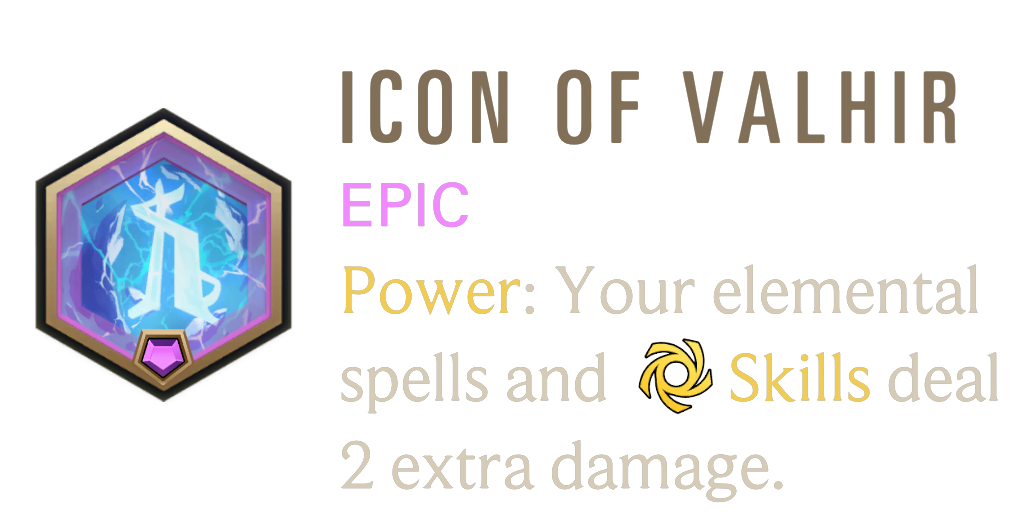 ICON OF VALHIR
EPIC
Power: Your elemental
spells and Skills deal
2 extra damage.